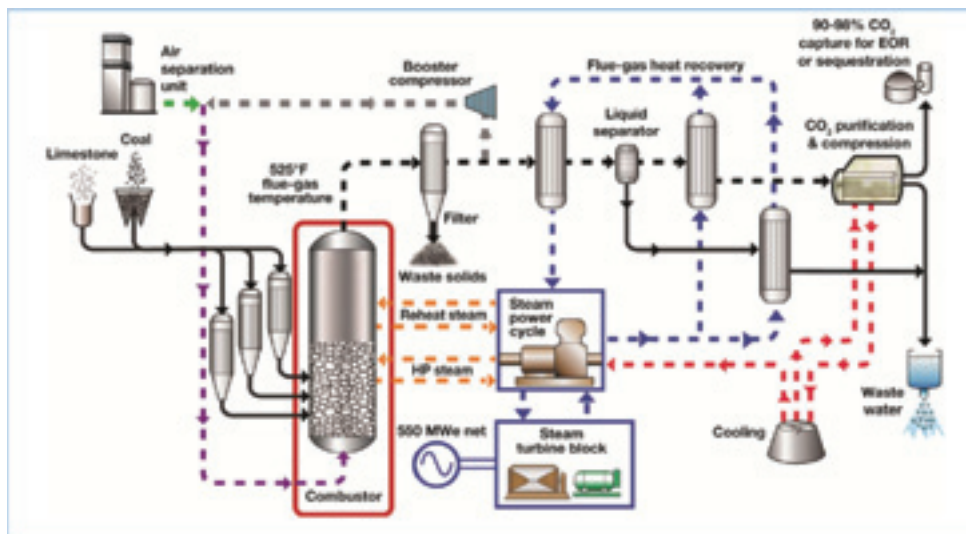 90-98% CO2
capture for EOR
or sequestration
Air
separation
unit
Booster
compressor
Flue-gas heat recovery
Liquid
separator
CO2 purification
& compression
Coal
Limestone
525°F
flue-gas
temperature
Filter
Waste solids
Steam
power
cycle
Reheat steam
HP steam
Waste
water
550 MWe net
Steam
turbine block
Cooling
Combustor